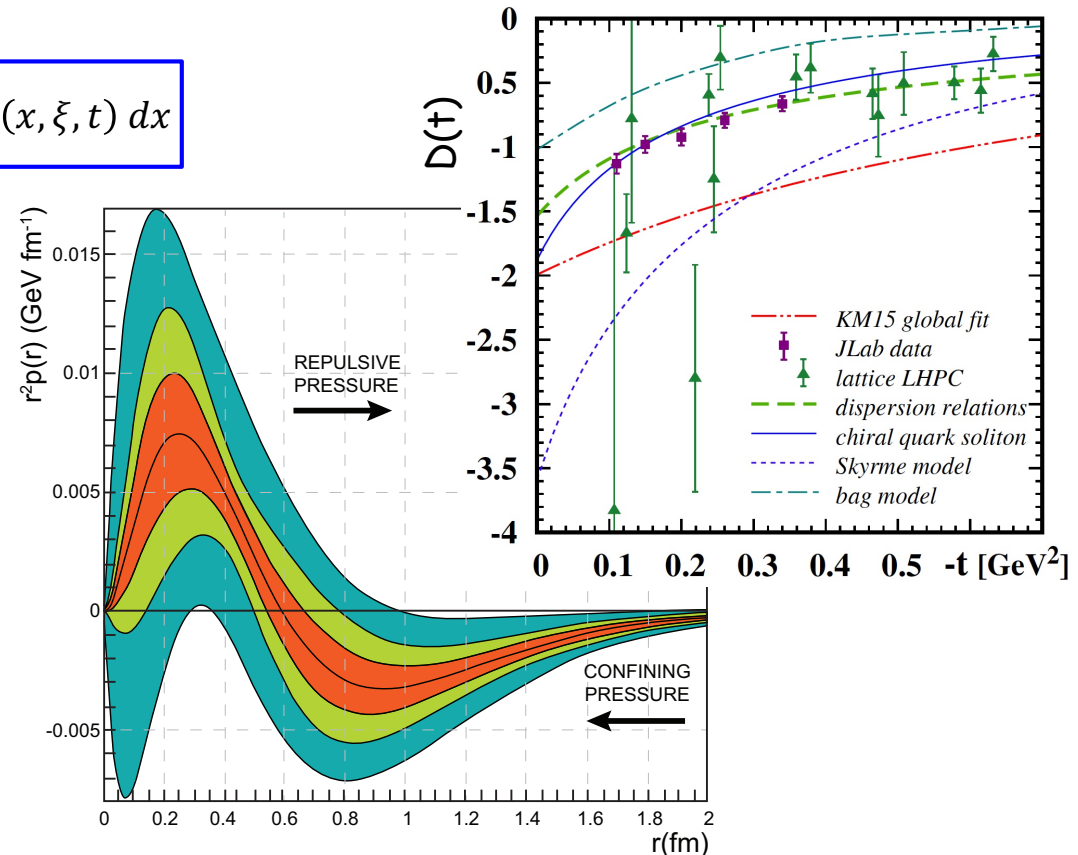 (x, ξ, t) dx
D(t)
0
0.5
-1
-1.5
-2
-2.5
-3
-3.5
-4
KM15 global fit
JLab data
lattice LHPC
dispersion relations
chiral quark soliton
Skyrme model
bag model
0 0.1 0.2 0.3 0.4 0.5 -t [GeV²]
r²p(r) (GeV fm⁻¹)
0.015
0.01
0.005
0
-0.005
REPULSIVE
PRESSURE
CONFINING
PRESSURE
0 0.2 0.4 0.6 0.8 1 1.2 1.4 1.6 1.8 2
r(fm)